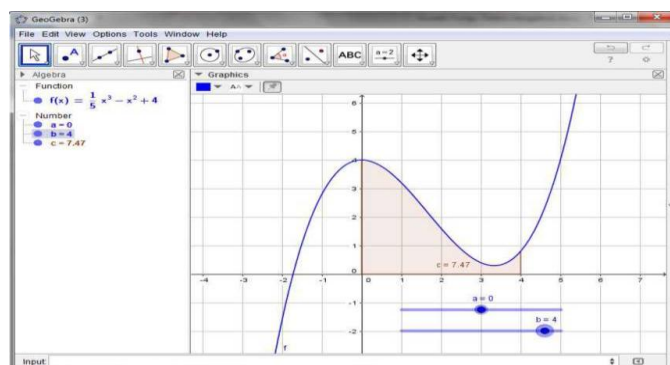 GeoGebra (3)
File Edit View Options Tools Window Help
A
ABC
a=2
?
Algebra
Graphics
Function
f(x) = 1/5 x³ − x² + 4
Number
a = 0
b = 4
c = 7.47
AA
6
5
4
3
2
1
0
-1
-2
-4 -3 -2 -1 0 1 2 3 4 5 6 7
c = 7.47
a = 0
b = 4
f
Input: